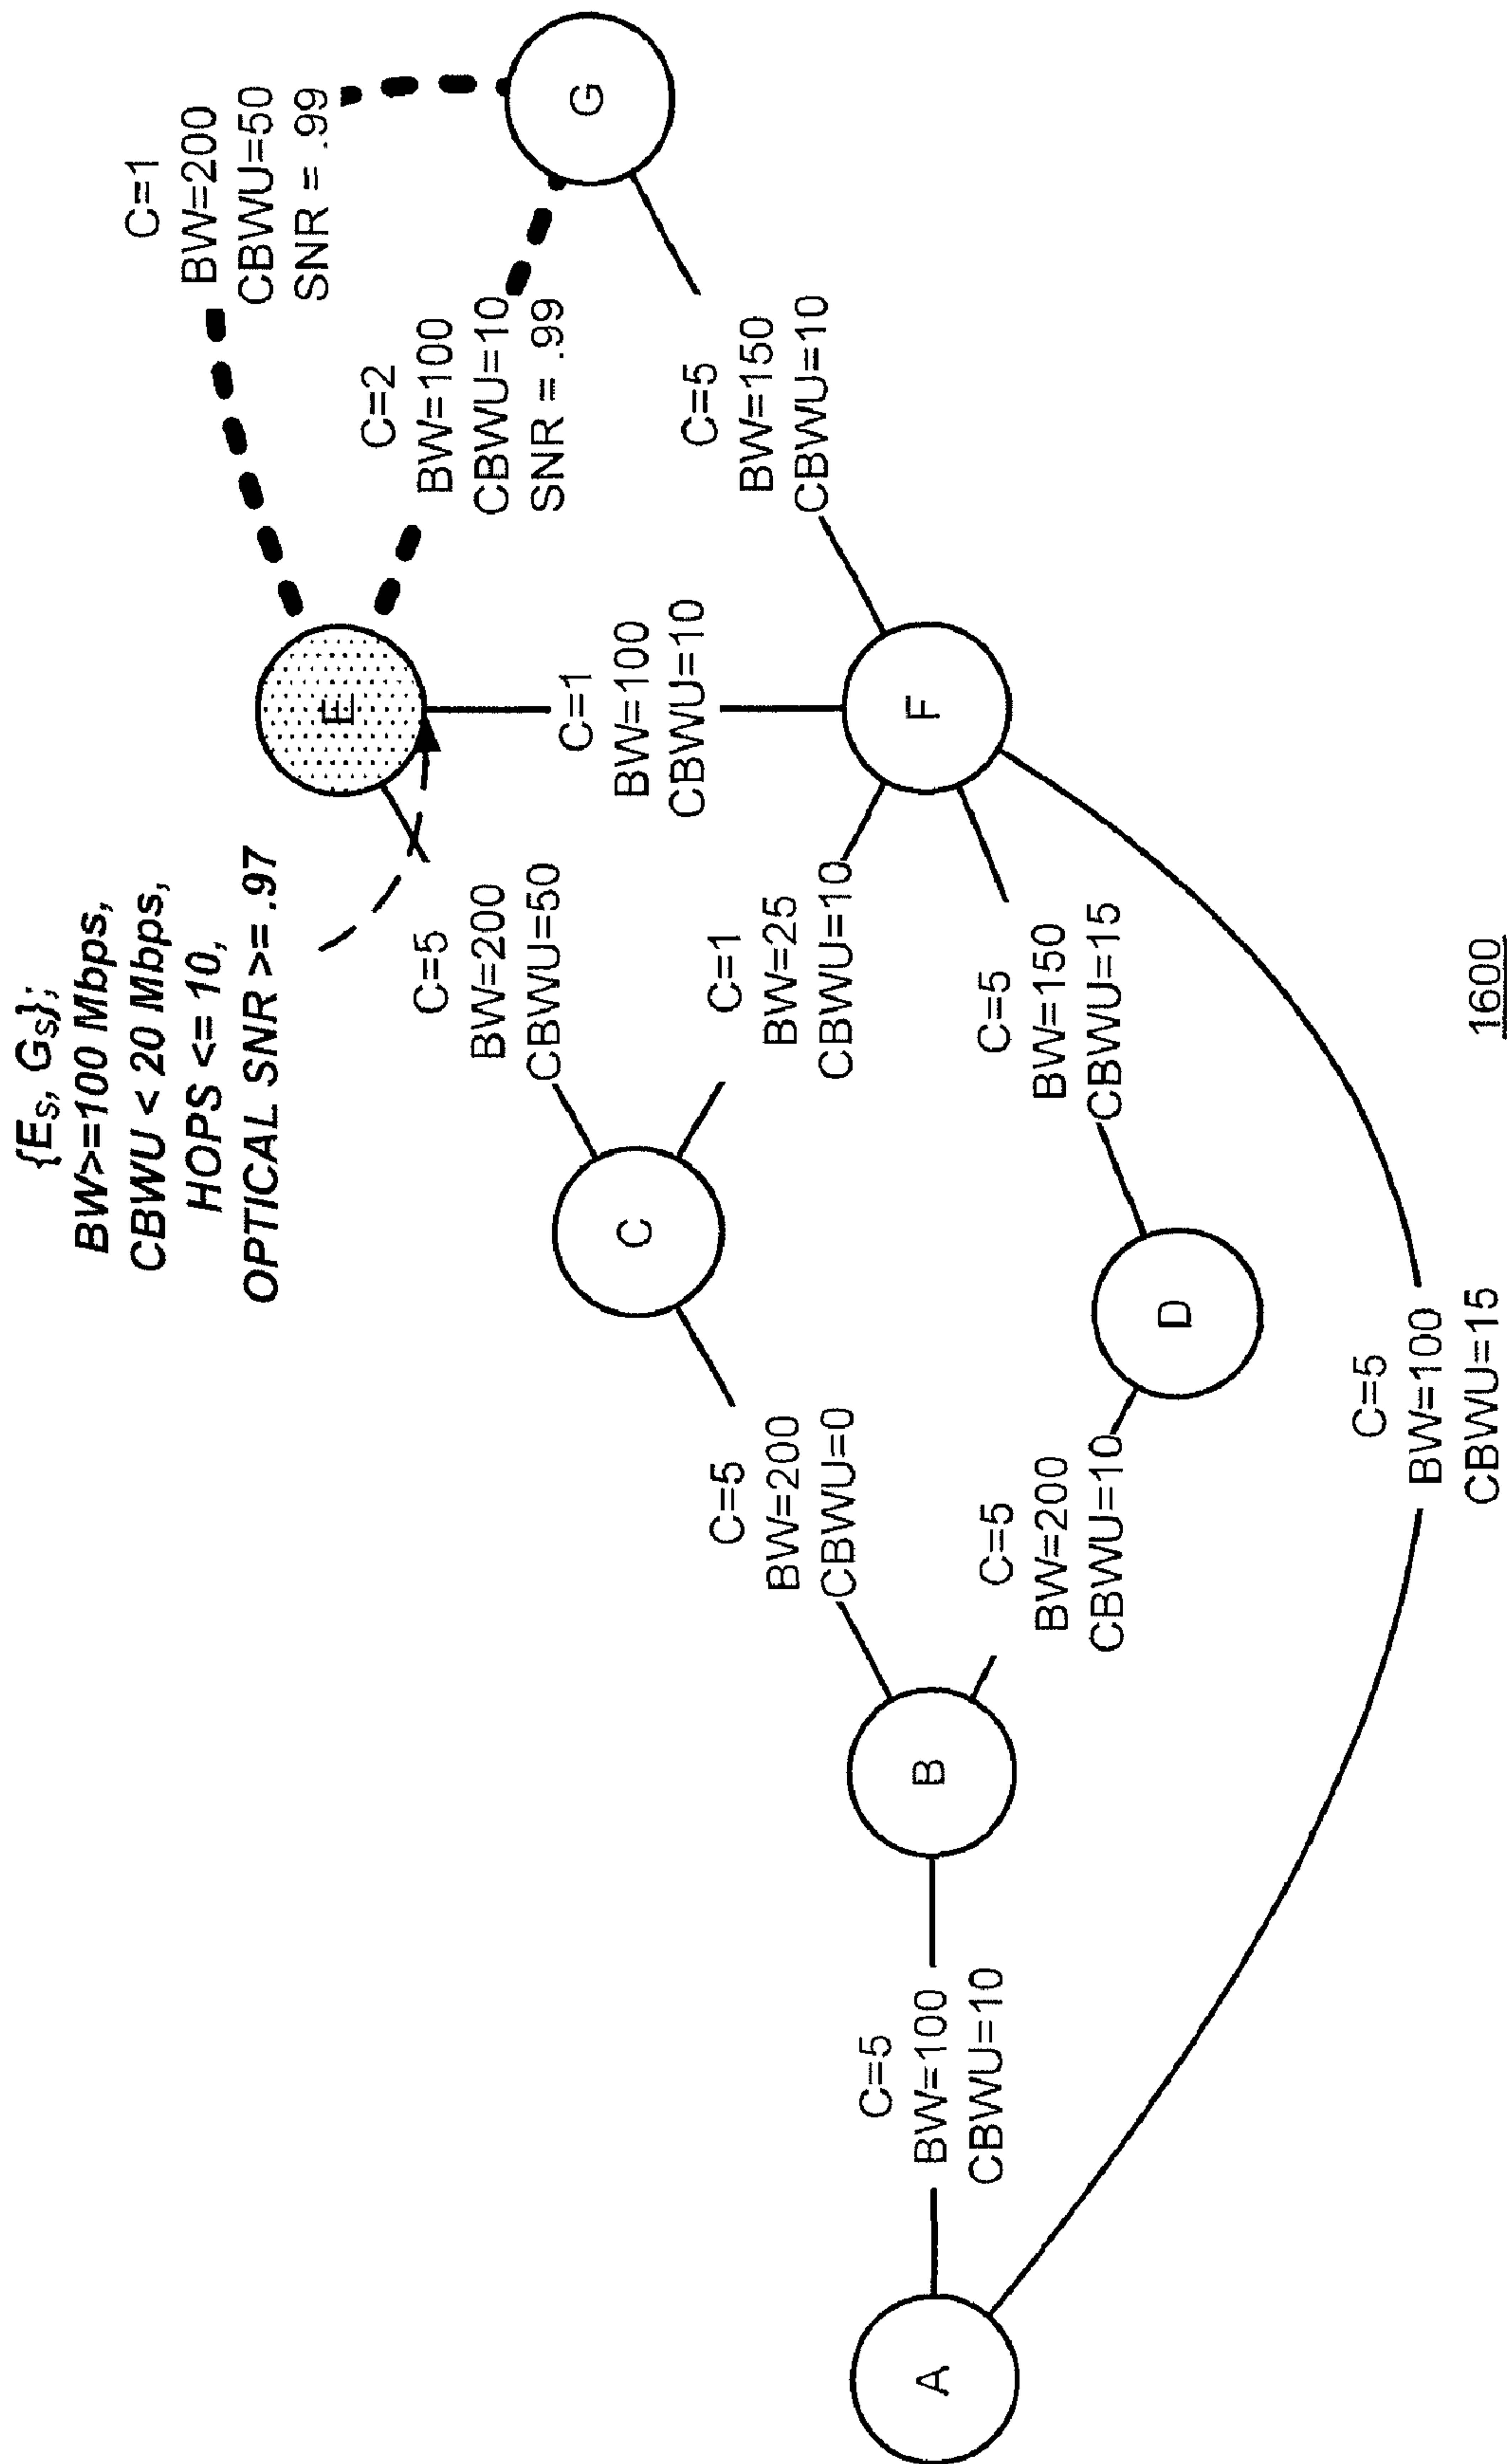 {Es, Gs};
BW>=100 Mbps,
CBWU < 20 Mbps,
HOPS <= 10,
OPTICAL SNR >= .97
C=1
BW=200
CBWU=50
SNR = .99
E
G
C=2
BW=100
CBWU=10
SNR = .99
C=5
BW=200
CBWU=50
C=1
BW=100
CBWU=10
C=5
BW=150
CBWU=10
C
C=5
BW=200
CBWU=0
C=1
BW=25
CBWU=10
F
A
C=5
BW=100
CBWU=10
B
C=5
BW=200
CBWU=10
D
C=5
BW=150
CBWU=15
C=5
BW=100
CBWU=15
1600